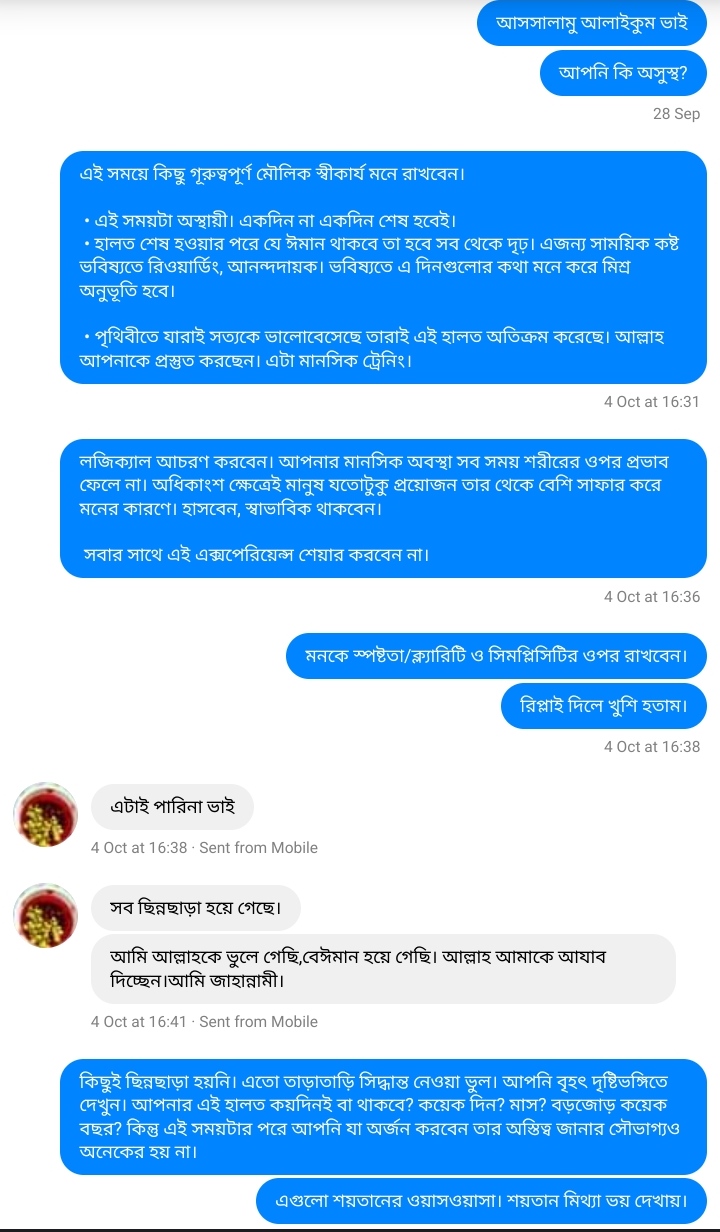 আসসালামু আলাইকুম ভাই
আপনি কি অসুস্থ?
28 Sep
এই সময়ে কিছু গূরুত্বপূর্ণ মৌলিক স্বীকার্য মনে রাখবেন।
• এই সময়টা অস্থায়ী। একদিন না একদিন শেষ হবেই।
• হালত শেষ হওয়ার পরে যে ঈমান থাকবে তা হবে সব থেকে দৃঢ়। এজন্য সাময়িক কষ্ট
ভবিষ্যতে রিওয়ার্ডিং, আনন্দদায়ক। ভবিষ্যতে এ দিনগুলোর কথা মনে করে মিশ্র
অনুভূতি হবে।
• পৃথিবীতে যারাই সত্যকে ভালোবেসেছে তারাই এই হালত অতিক্রম করেছে। আল্লাহ
আপনাকে প্রস্তুত করছেন। এটা মানসিক ট্রেনিং।
4 Oct at 16:31
লজিক্যাল আচরণ করবেন। আপনার মানসিক অবস্থা সব সময় শরীরের ওপর প্রভাব
ফেলে না। অধিকাংশ ক্ষেত্রেই মানুষ যতোটুকু প্রয়োজন তার থেকে বেশি সাফার করে
মনের কারণে। হাসবেন, স্বাভাবিক থাকবেন।
সবার সাথে এই এক্সপেরিয়েন্স শেয়ার করবেন না।
4 Oct at 16:36
মনকে স্পষ্টতা/ক্ল্যারিটি ও সিমপ্লিসিটির ওপর রাখবেন।
রিপ্লাই দিলে খুশি হতাম।
4 Oct at 16:38
এটাই পারিনা ভাই
4 Oct at 16:38 · Sent from Mobile
সব ছিন্নছাড়া হয়ে গেছে।
আমি আল্লাহকে ভুলে গেছি,বেঈমান হয়ে গেছি। আল্লাহ আমাকে আযাব
দিচ্ছেন।আমি জাহান্নামী।
4 Oct at 16:41 · Sent from Mobile
কিছুই ছিন্নছাড়া হয়নি। এতো তাড়াতাড়ি সিদ্ধান্ত নেওয়া ভুল। আপনি বৃহৎ দৃষ্টিভঙ্গিতে
দেখুন। আপনার এই হালত কয়দিনই বা থাকবে? কয়েক দিন? মাস? বড়জোড় কয়েক
বছর? কিন্তু এই সময়টার পরে আপনি যা অর্জন করবেন তার অস্তিত্ব জানার সৌভাগ্যও
অনেকের হয় না।
এগুলো শয়তানের ওয়াসওয়াসা। শয়তান মিথ্যা ভয় দেখায়।